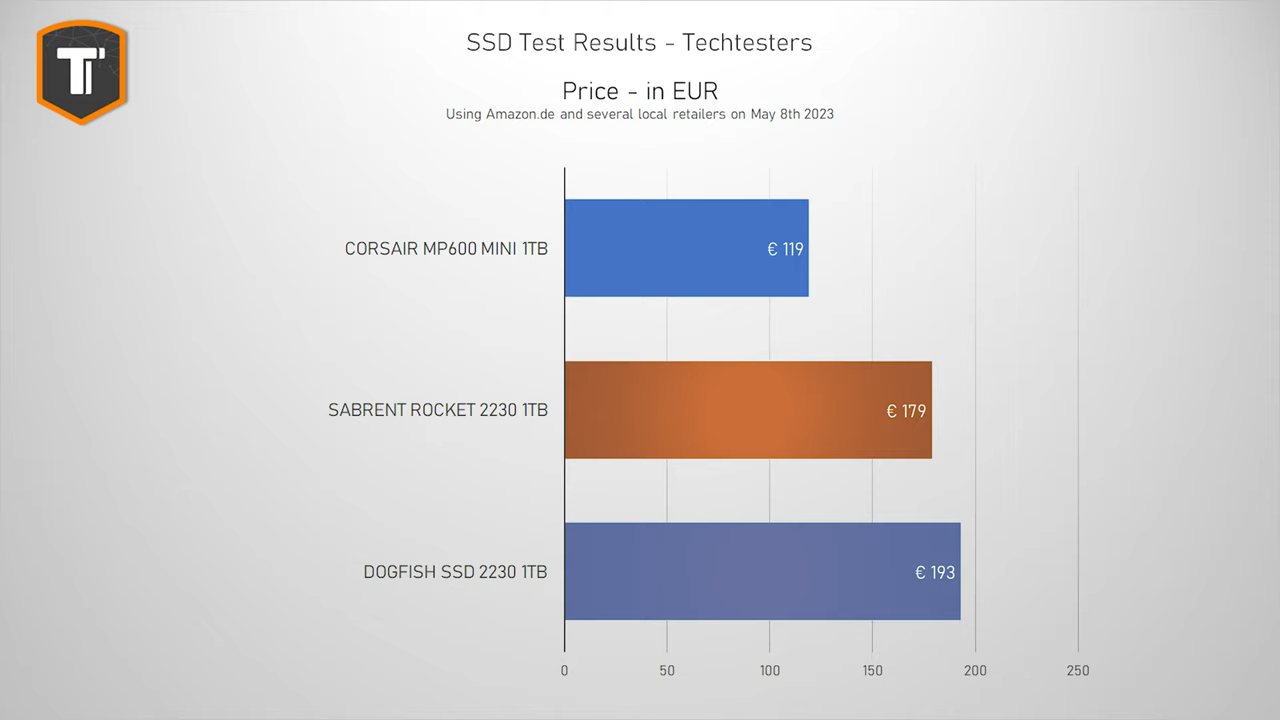 SSD Test Results - Techtesters
Price - in EUR
Using Amazon.de and several local retailers on May 8th 2023
CORSAIR MP600 MINI 1TB
€ 119
SABRENT ROCKET 2230 1TB
€ 179
DOGFISH SSD 2230 1TB
€ 193
0 50 100 150 200 250